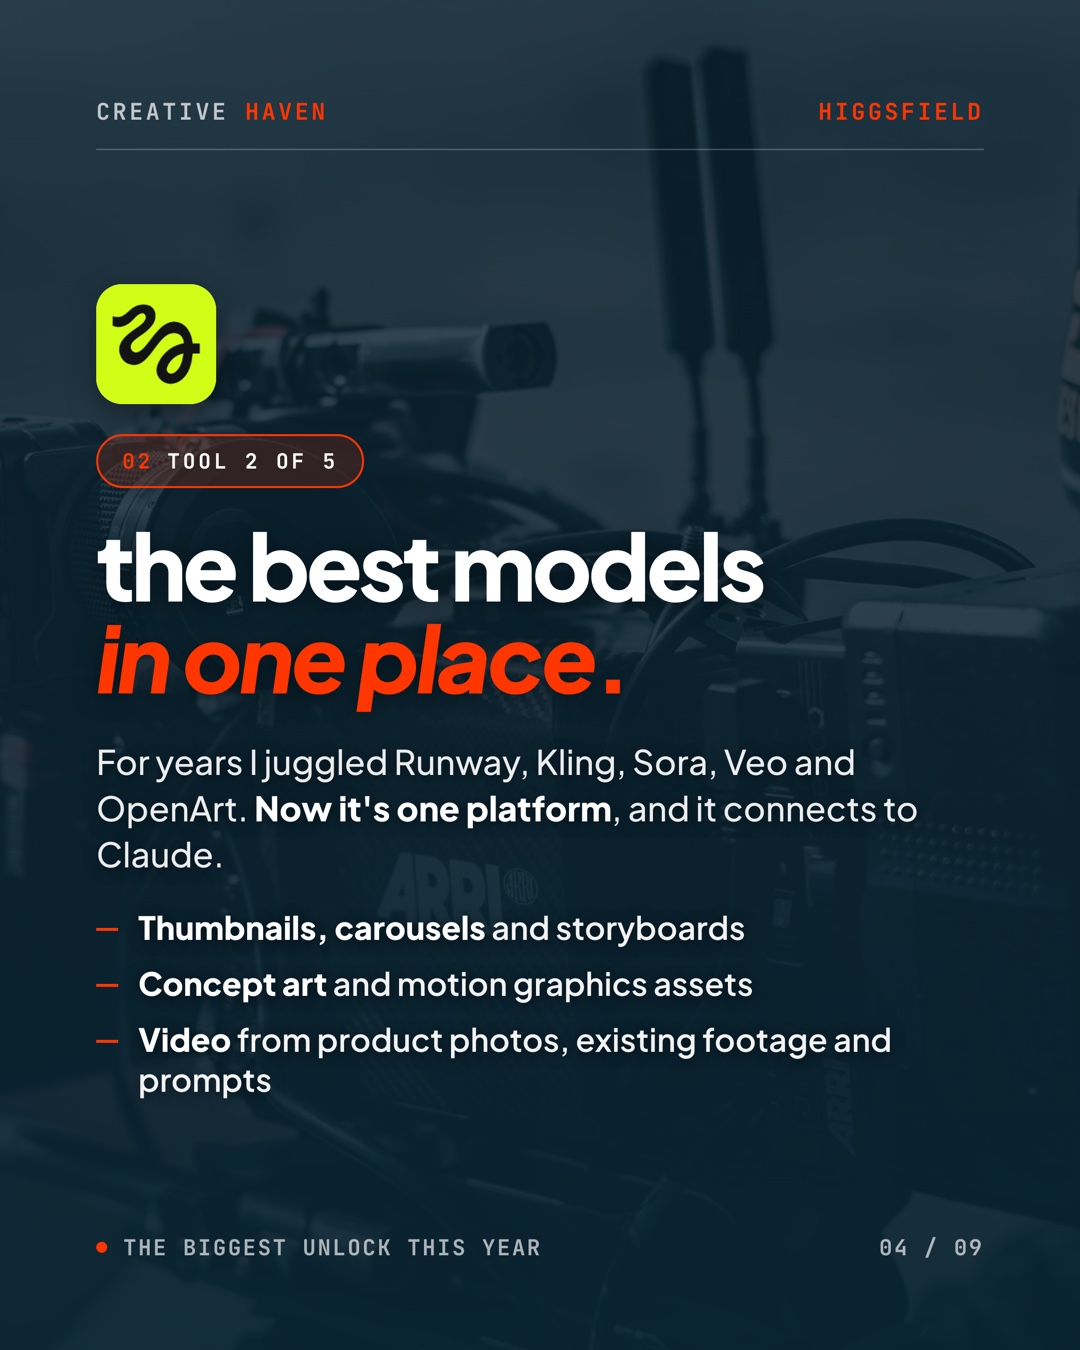 CREATIVE HAVEN
HIGGSFIELD
02 TOOL 2 OF 5
the best models
in one place.
For years I juggled Runway, Kling, Sora, Veo and
OpenArt. Now it's one platform, and it connects to
Claude.
ARRI
— Thumbnails, carousels and storyboards
— Concept art and motion graphics assets
— Video from product photos, existing footage and
prompts
ARRI
THE BIGGEST UNLOCK THIS YEAR
04 / 09